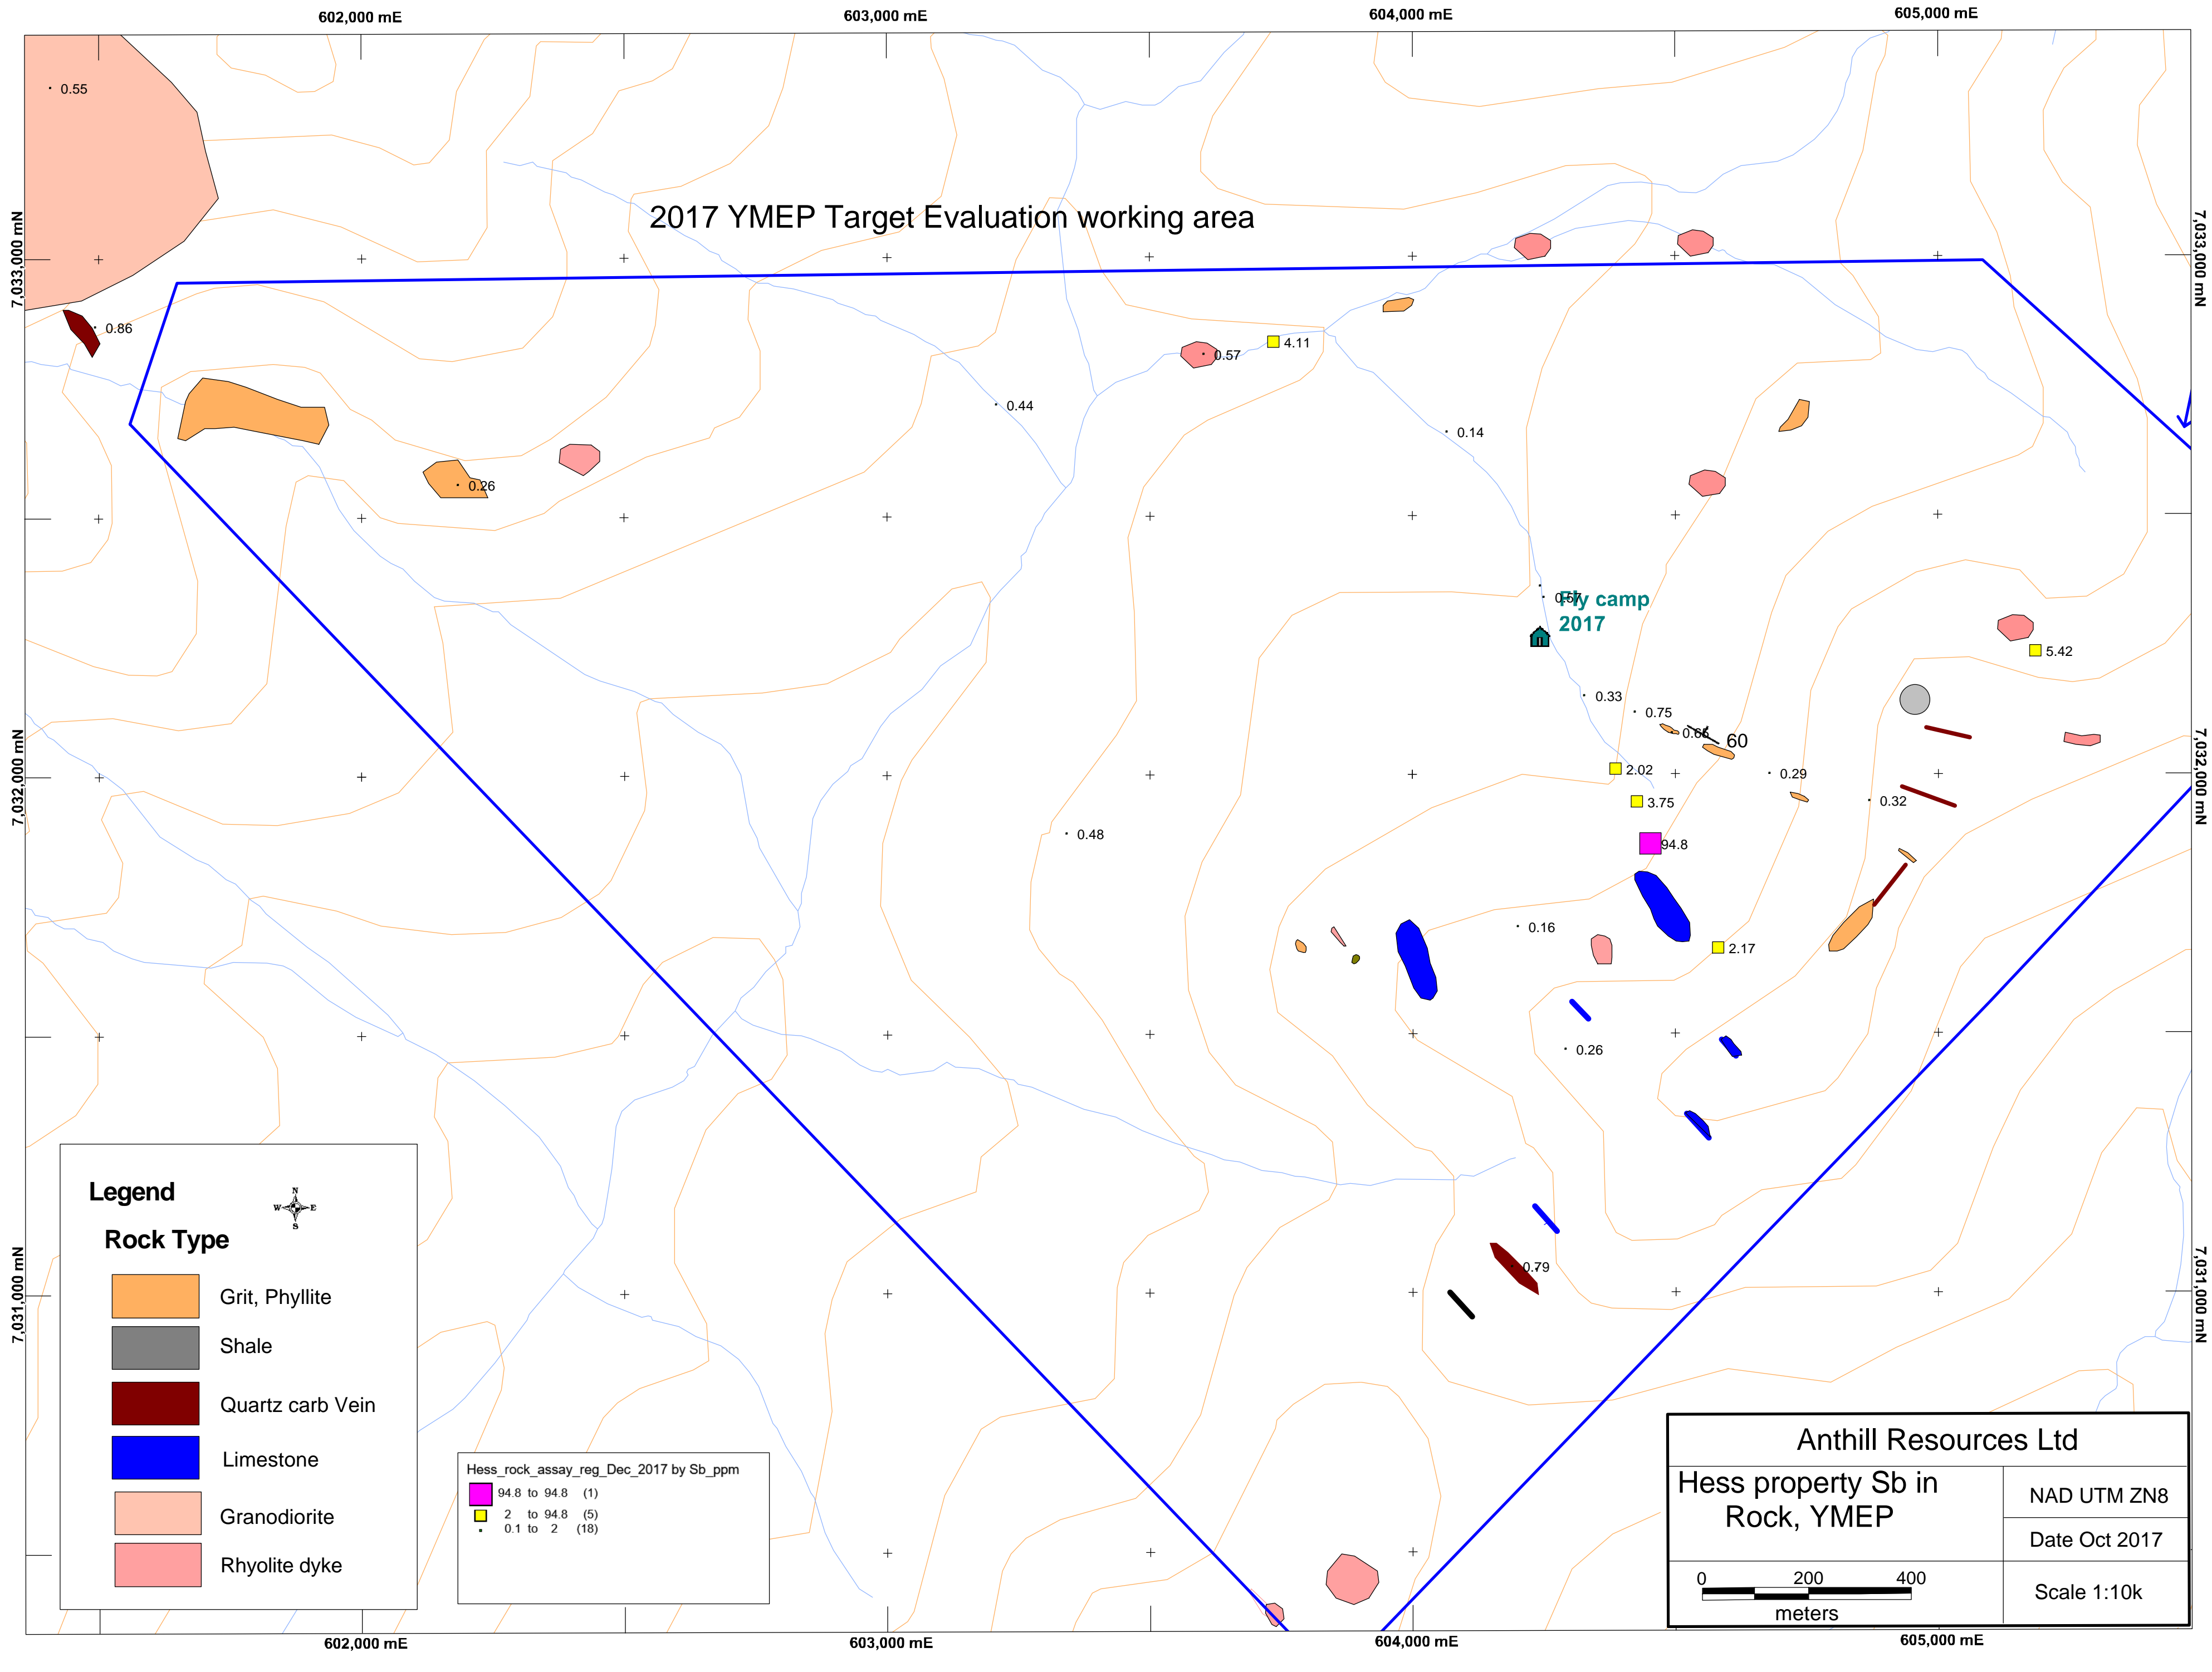 602,000 mE
603,000 mE
604,000 mE
605,000 mE
0.55
2017 YMEP Target Evaluation working area
7,033,000 mN
7,033,000 mN
0.86
4.11
0.57
0.44
0.14
0.26
0.57
Fly camp
2017
5.42
0.33
0.75
60
7,032,000 mN
7,032,000 mN
2.02
0.29
3.75
0.32
0.48
94.8
0.16
2.17
0.26
Legend
N
W E
S
Rock Type
Grit, Phyllite
Shale
Quartz carb Vein
Limestone
Granodiorite
Rhyolite dyke
7,031,000 mN
7,031,000 mN
0.79
Hess_rock_assay_reg_Dec_2017 by Sb_ppm
94.8 to 94.8 (1)
2 to 94.8 (5)
0.1 to 2 (18)
Anthill Resources Ltd
Hess property Sb in
Rock, YMEP
NAD UTM ZN8
Date Oct 2017
Scale 1:10k
0 200 400
meters
602,000 mE
603,000 mE
604,000 mE
605,000 mE